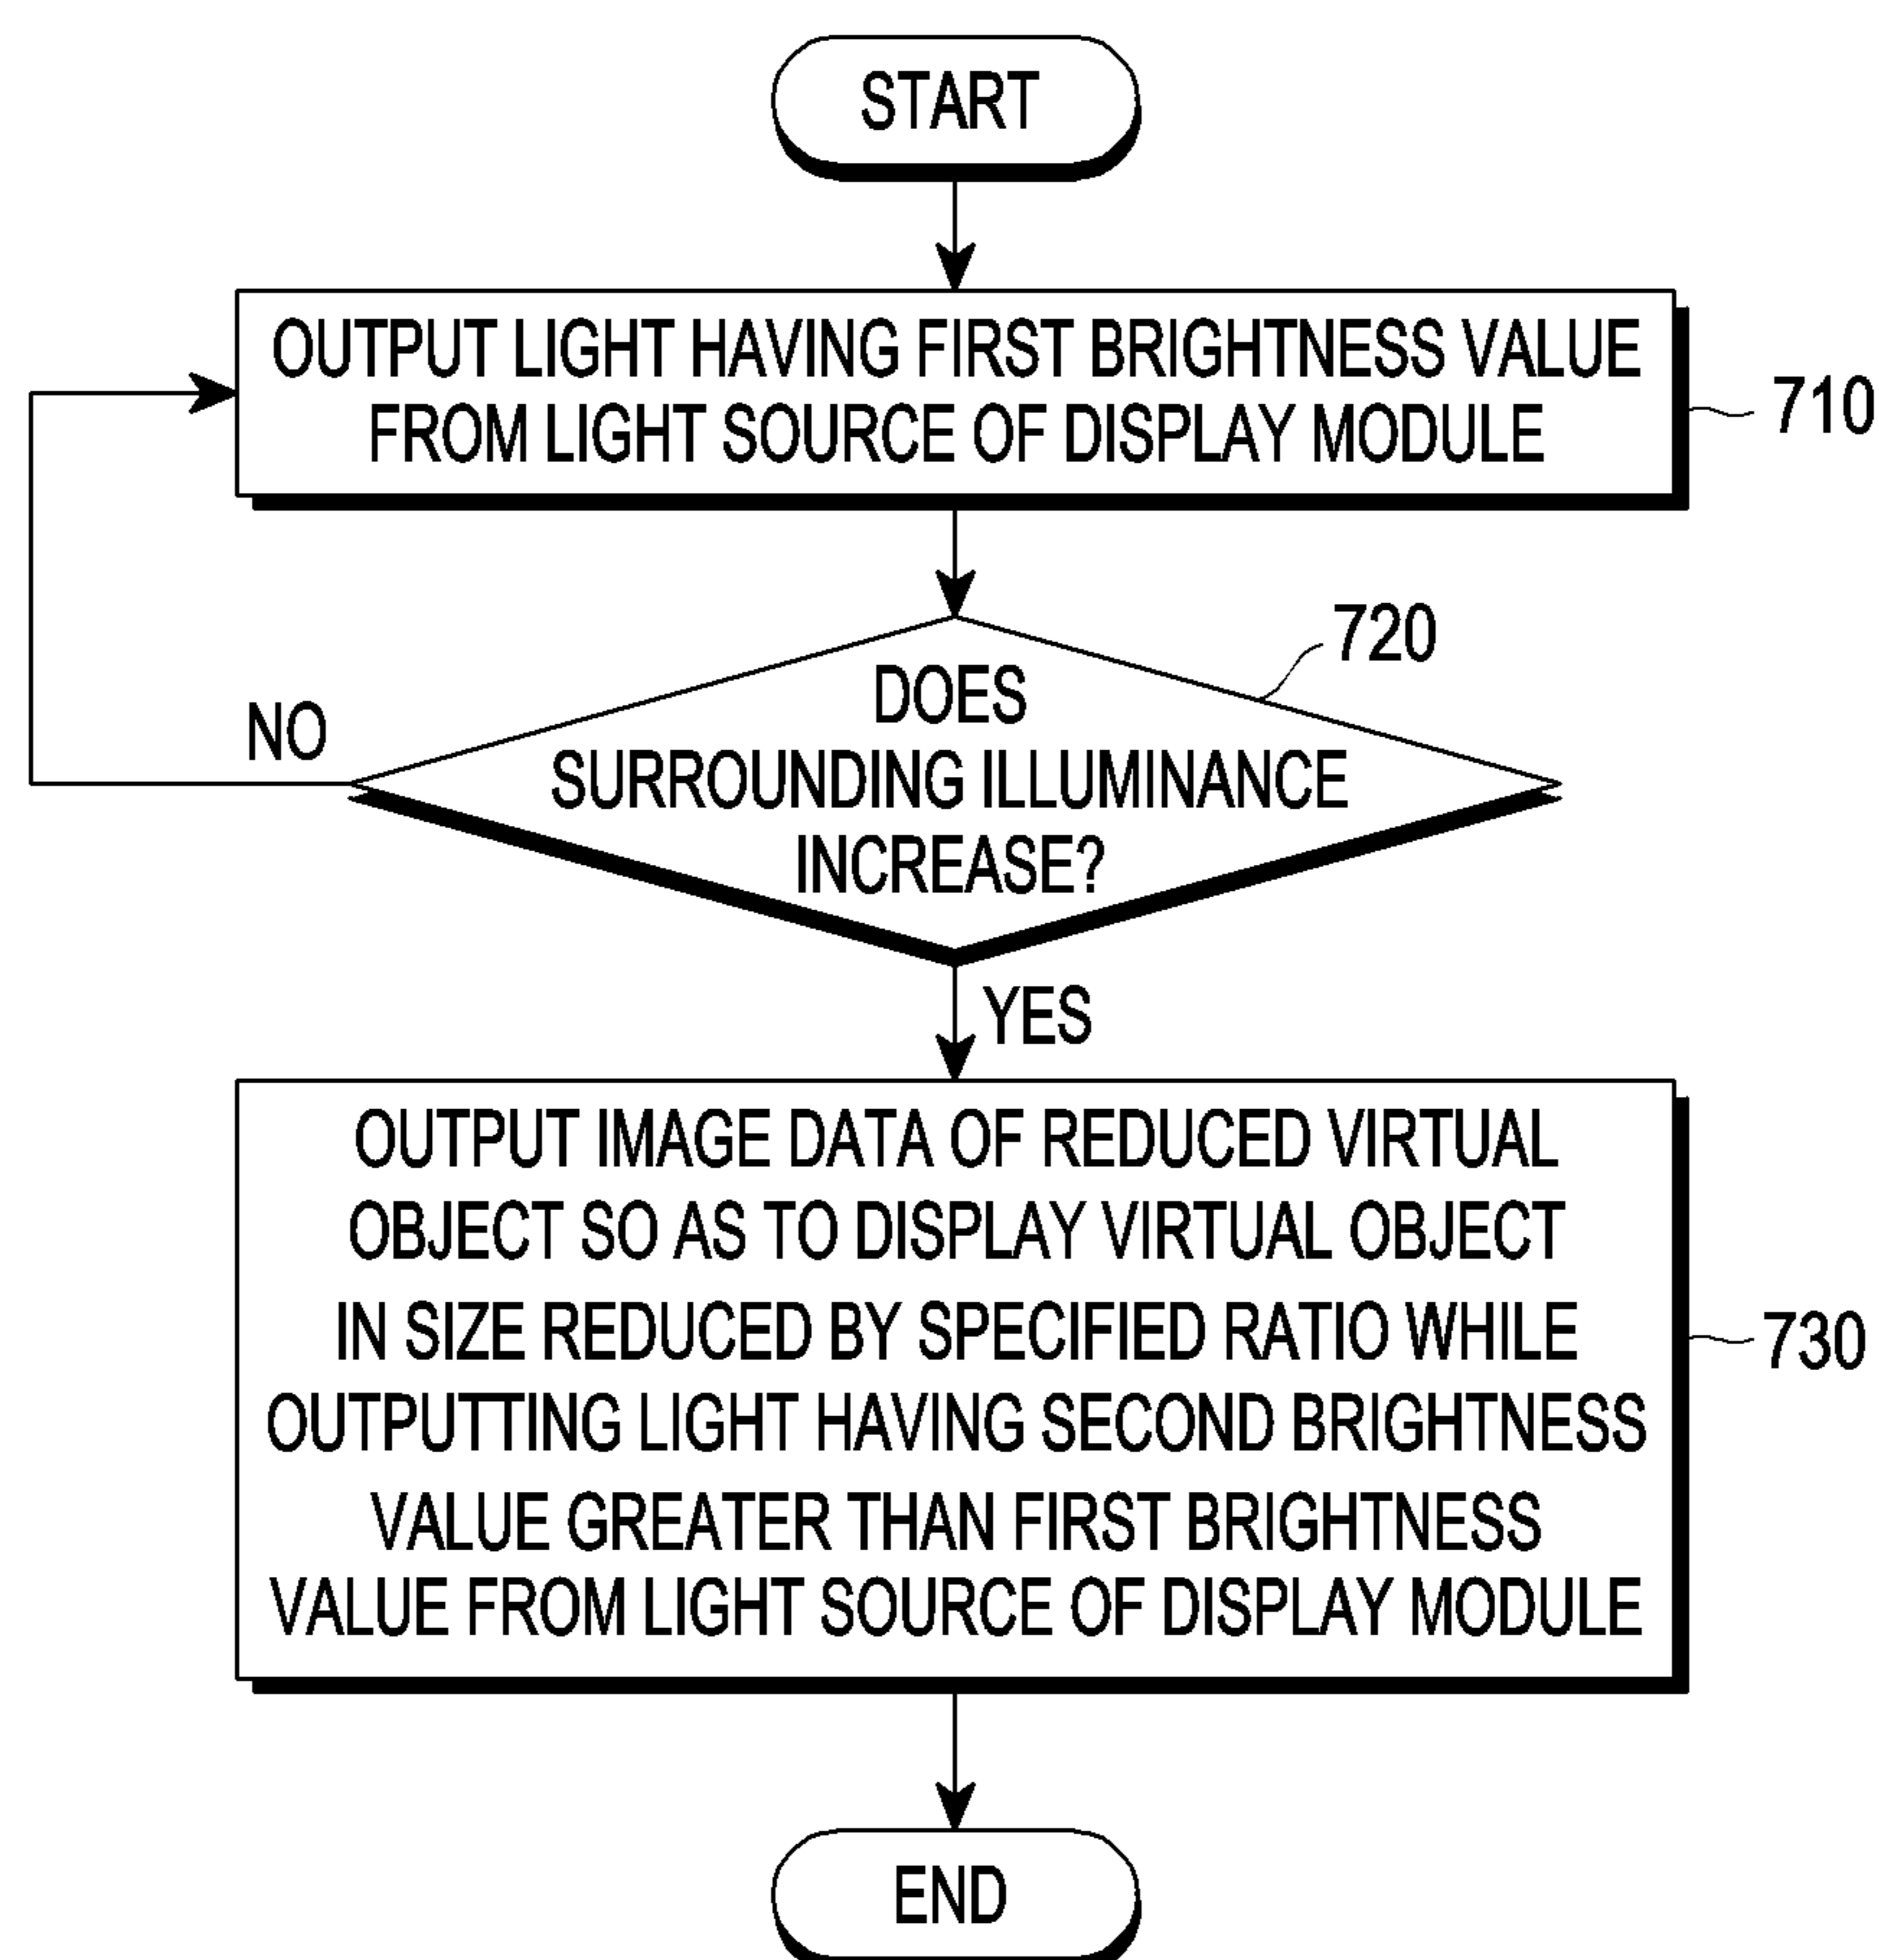 START
OUTPUT LIGHT HAVING FIRST BRIGHTNESS VALUE
FROM LIGHT SOURCE OF DISPLAY MODULE
710
720
DOES
SURROUNDING ILLUMINANCE
INCREASE?
NO
YES
OUTPUT IMAGE DATA OF REDUCED VIRTUAL
OBJECT SO AS TO DISPLAY VIRTUAL OBJECT
IN SIZE REDUCED BY SPECIFIED RATIO WHILE
OUTPUTTING LIGHT HAVING SECOND BRIGHTNESS
VALUE GREATER THAN FIRST BRIGHTNESS
VALUE FROM LIGHT SOURCE OF DISPLAY MODULE
730
END